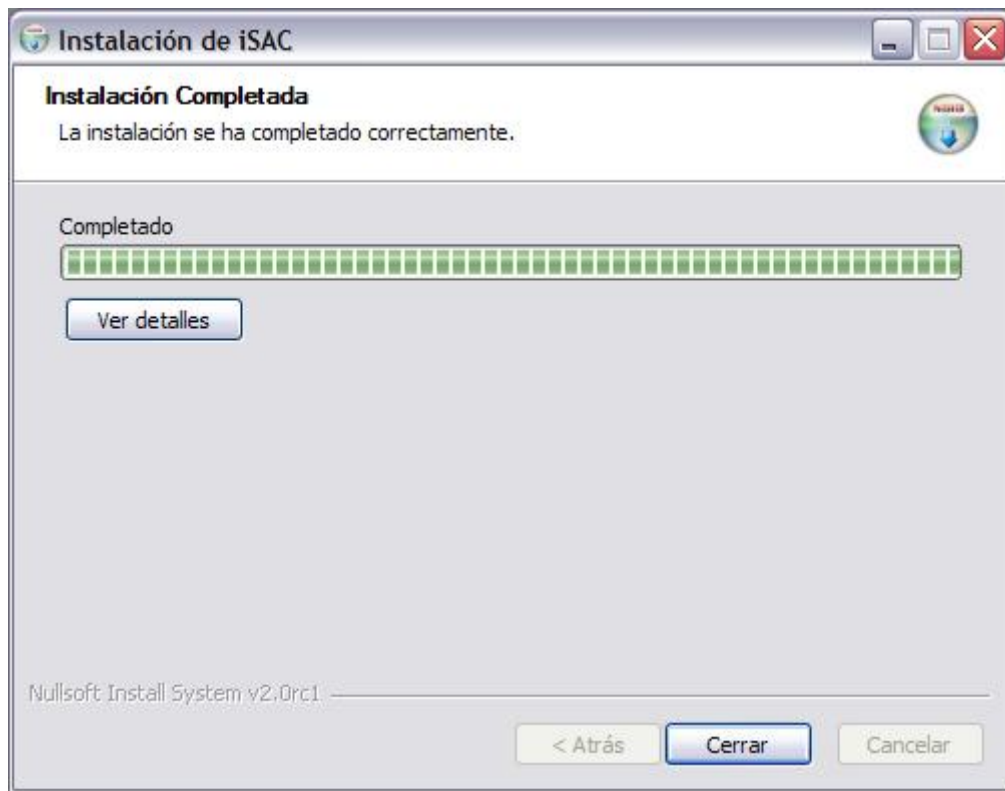 Instalación de iSAC
Instalación Completada
La instalación se ha completado correctamente.
Completado
Ver detalles
Nullsoft Install System v2.0rc1
< Atrás
Cerrar
Cancelar